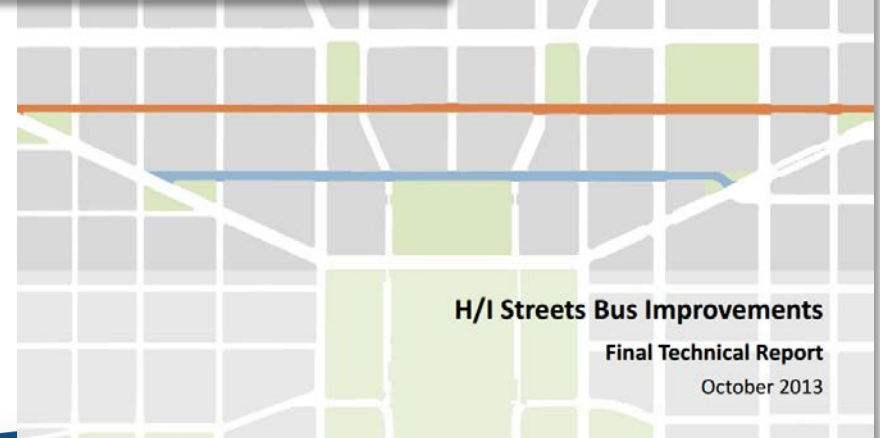 H/I Streets Bus Improvements
Final Technical Report
October 2013